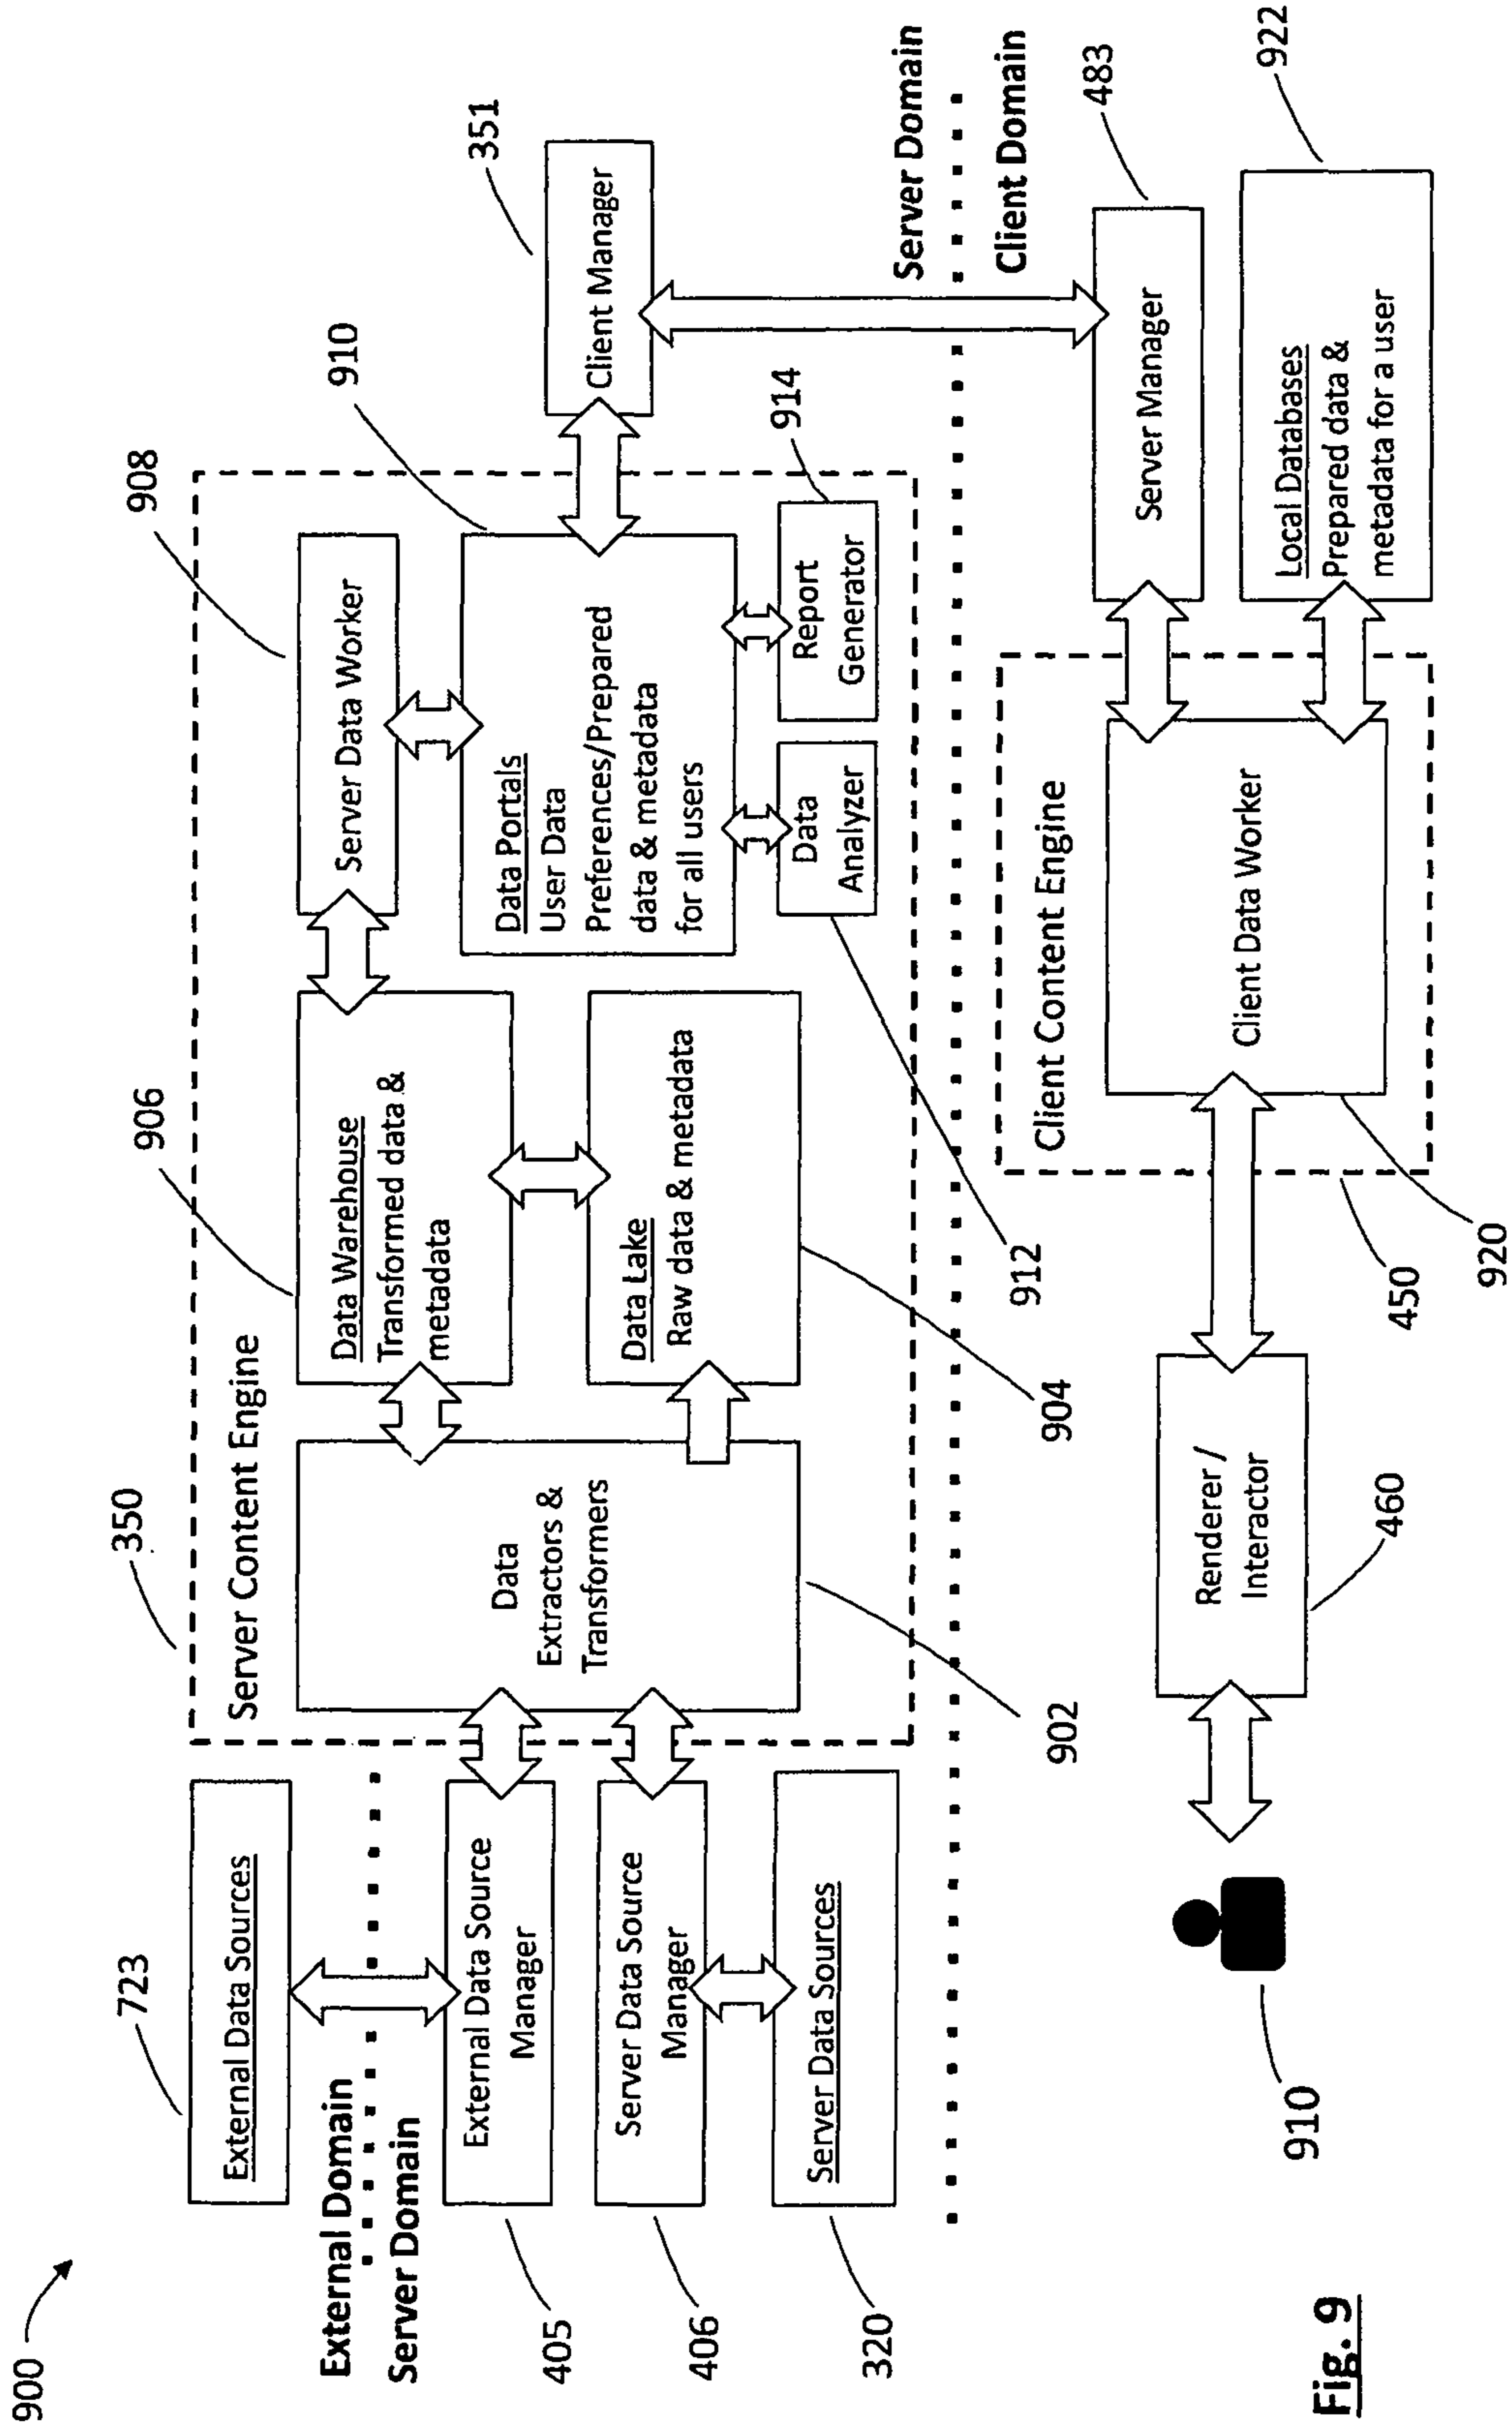 900
723
External Data Sources
External Domain
Server Domain
405
External Data Source
Manager
406
Server Data Source
Manager
320
Server Data Sources
350
Server Content Engine
902
Data
Extractors &
Transformers
906
Data Warehouse
Transformed data &
metadata
904
Data Lake
Raw data & metadata
908
Server Data Worker
910
Data Portals
User Data
Preferences/Prepared
data & metadata
for all users
912
Data
Analyzer
914
Report
Generator
351
Client Manager
Server Domain
Client Domain
483
Server Manager
922
Local Databases
Prepared data &
metadata for a user
Client Content Engine
Client Data Worker
450
920
Renderer /
Interactor
460
910
Fig. 9